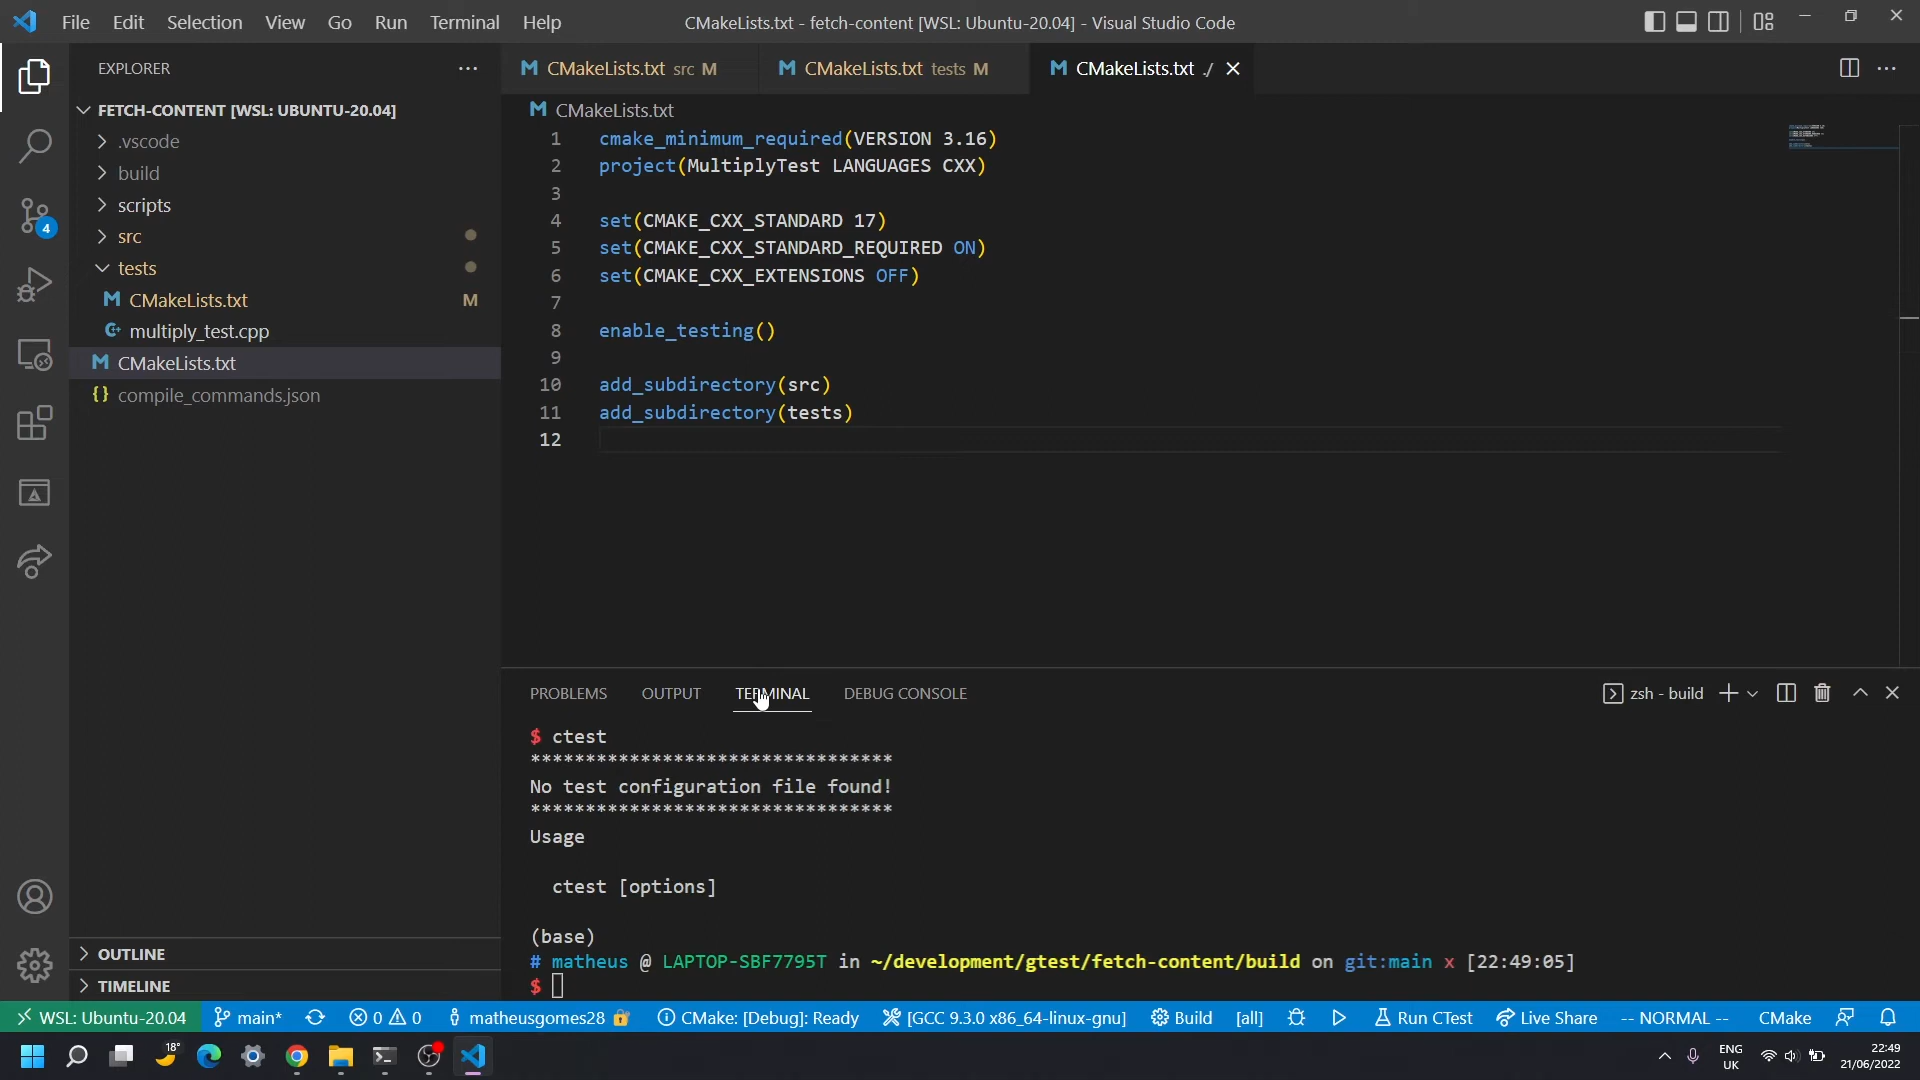 File Edit Selection View Go Run Terminal Help
CMakeLists.txt - fetch-content [WSL: Ubuntu-20.04] - Visual Studio Code
EXPLORER
FETCH-CONTENT [WSL: UBUNTU-20.04]
.vscode
build
scripts
src
tests
CMakeLists.txt M
multiply_test.cpp
CMakeLists.txt
compile_commands.json
OUTLINE
TIMELINE
4
CMakeLists.txt src M
CMakeLists.txt tests M
CMakeLists.txt ./
CMakeLists.txt
1 cmake_minimum_required(VERSION 3.16)
2 project(MultiplyTest LANGUAGES CXX)
3
4 set(CMAKE_CXX_STANDARD 17)
5 set(CMAKE_CXX_STANDARD_REQUIRED ON)
6 set(CMAKE_CXX_EXTENSIONS OFF)
7
8 enable_testing()
9
10 add_subdirectory(src)
11 add_subdirectory(tests)
12
PROBLEMS OUTPUT TERMINAL DEBUG CONSOLE
zsh - build
$ ctest
*********************************
No test configuration file found!
*********************************
Usage
ctest [options]
(base)
# matheus @ LAPTOP-SBF7795T in ~/development/gtest/fetch-content/build on git:main x [22:49:05]
$
WSL: Ubuntu-20.04 main* 0 0 matheusgomes28 CMake: [Debug]: Ready [GCC 9.3.0 x86_64-linux-gnu] Build [all] Run CTest Live Share -- NORMAL -- CMake
18°
ENG
UK
22:49
21/06/2022